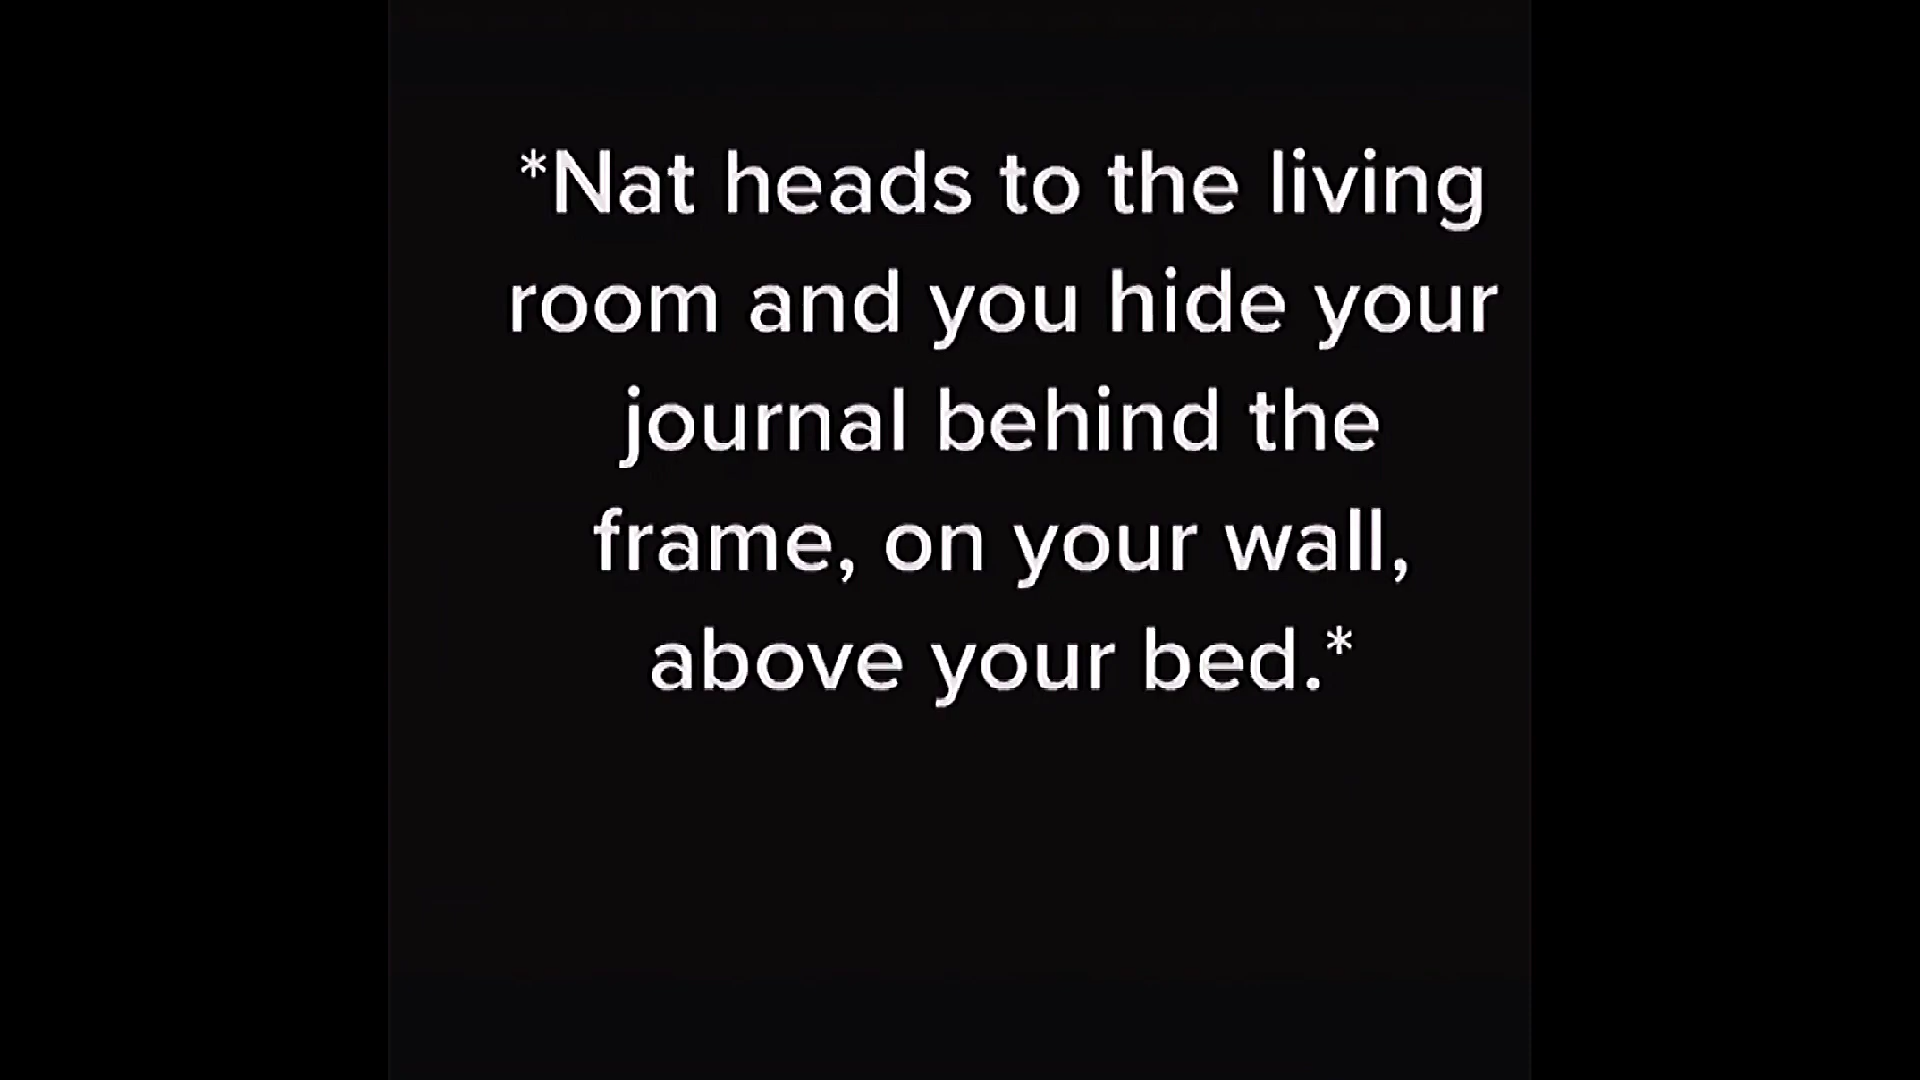 *Nat heads to the living
room and you hide your
journal behind the
frame, on your wall,
above your bed.*